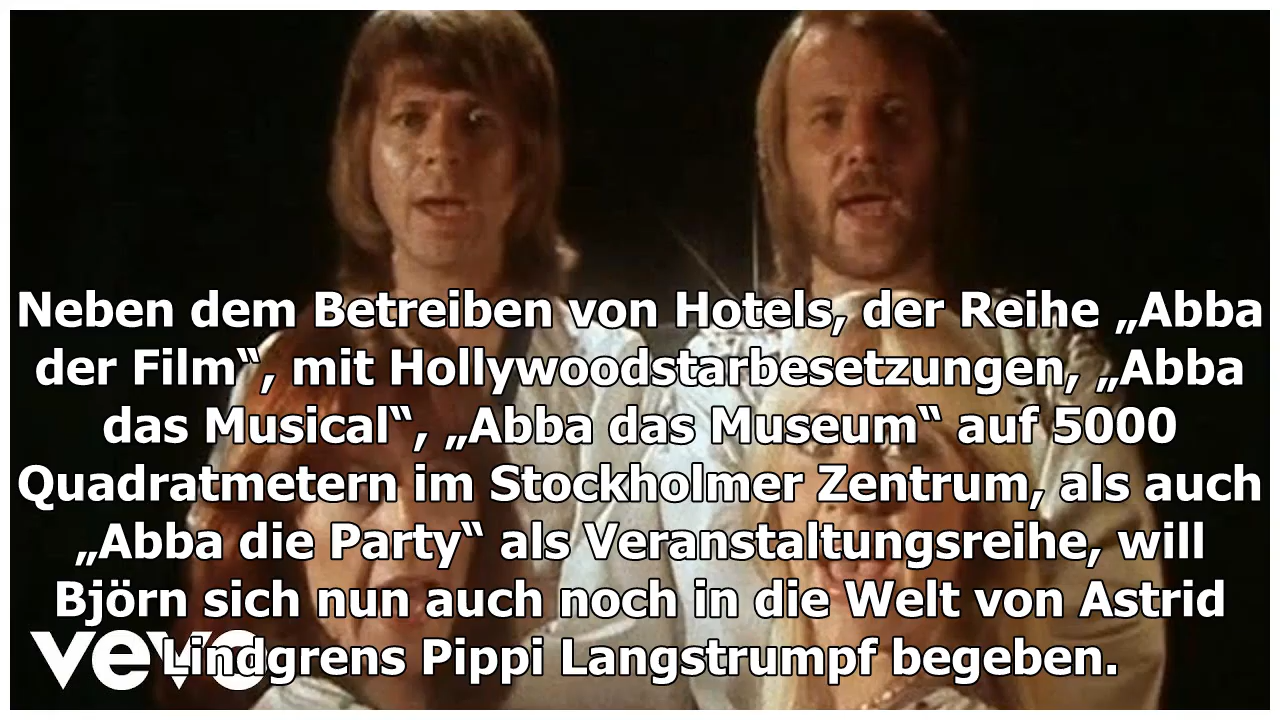 Neben dem Betreiben von Hotels, der Reihe „Abba
der Film“, mit Hollywoodstarbesetzungen, „Abba
das Musical“, „Abba das Museum“ auf 5000
Quadratmetern im Stockholmer Zentrum, als auch
„Abba die Party“ als Veranstaltungsreihe, will
Björn sich nun auch noch in die Welt von Astrid
Lindgrens Pippi Langstrumpf begeben.
vevo